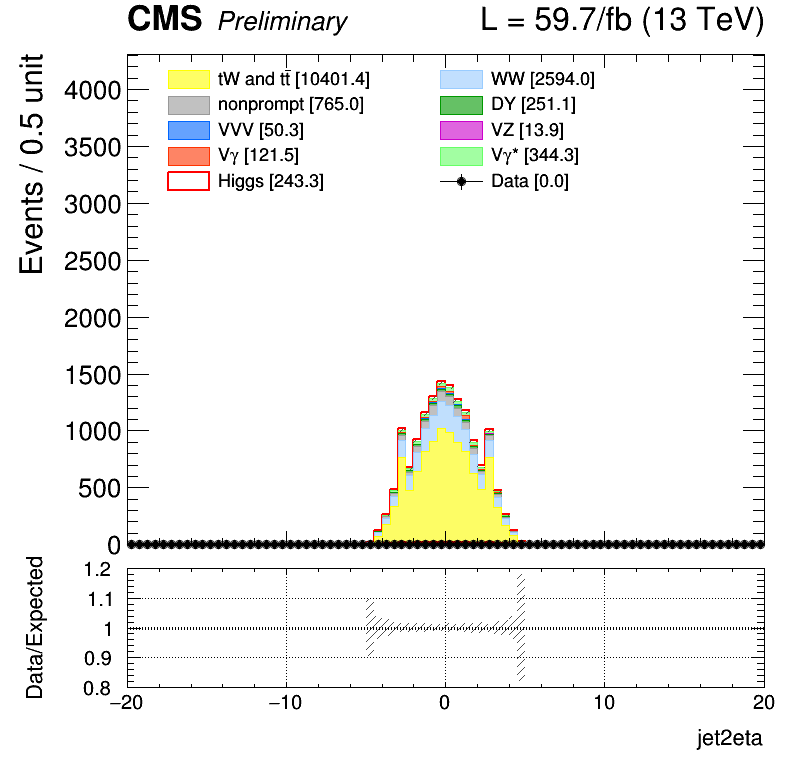 CMS Preliminary L = 59.7/fb (13 TeV)
Events / 0.5 unit
4000
3500
3000
2500
2000
1500
1000
500
0
tW and tt̄ [10401.4]
WW [2594.0]
nonprompt [765.0]
DY [251.1]
VVV [50.3]
VZ [13.9]
Vγ [121.5]
Vγ* [344.3]
Higgs [243.3]
Data [0.0]
Data/Expected
1.2
1.1
1
0.9
0.8
−20 −10 0 10 20
jet2eta